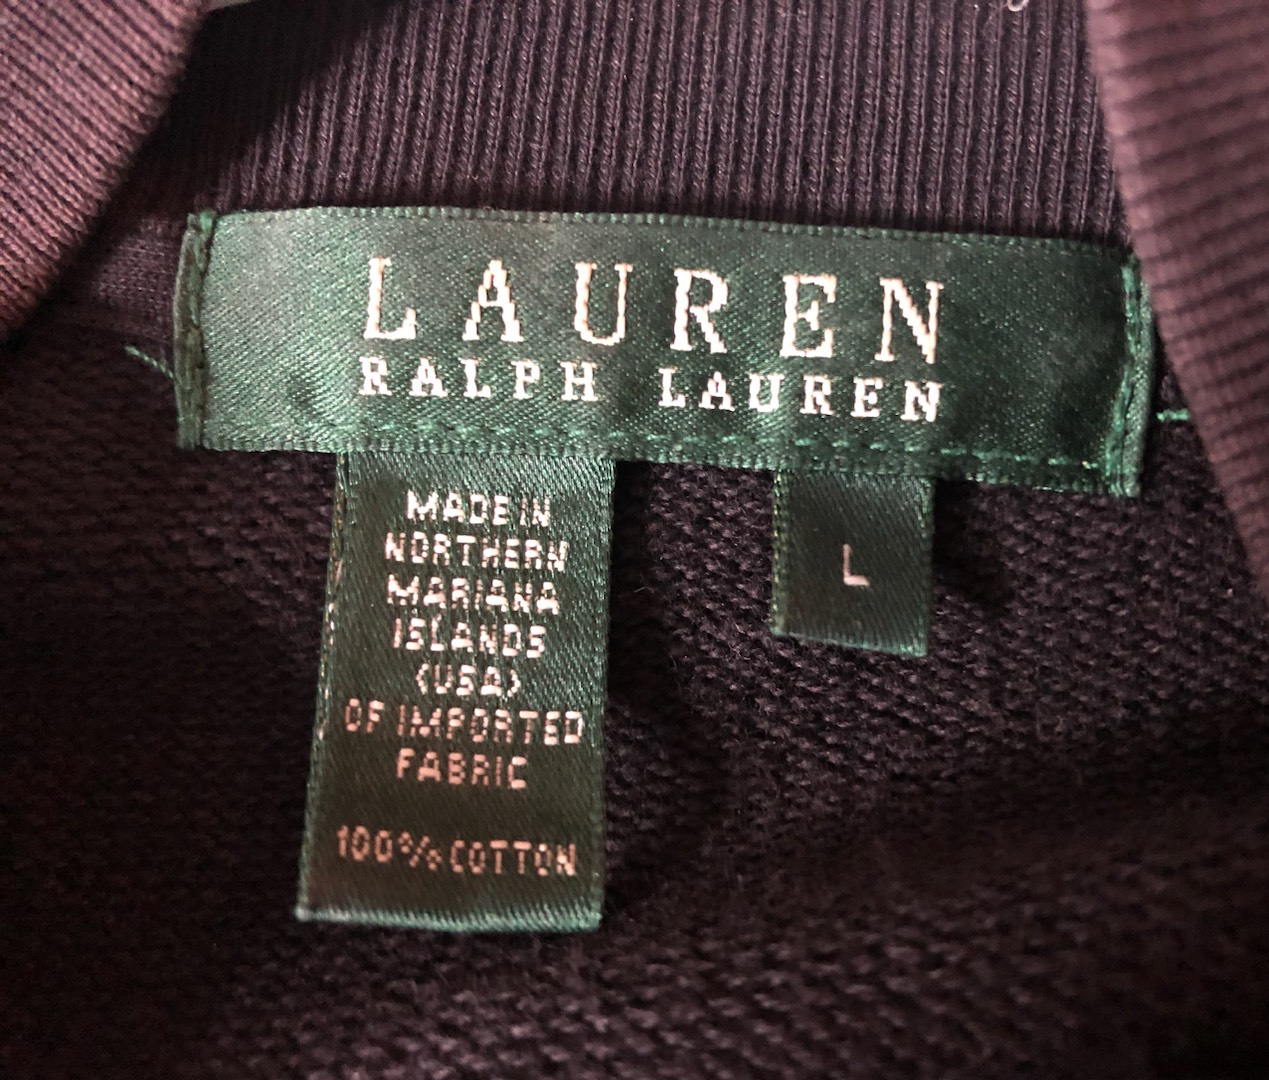 LAUREN
RALPH LAUREN
MADE IN
NORTHERN
MARIANA
ISLANDS
(USA)
OF IMPORTED
FABRIC
100% COTTON
L